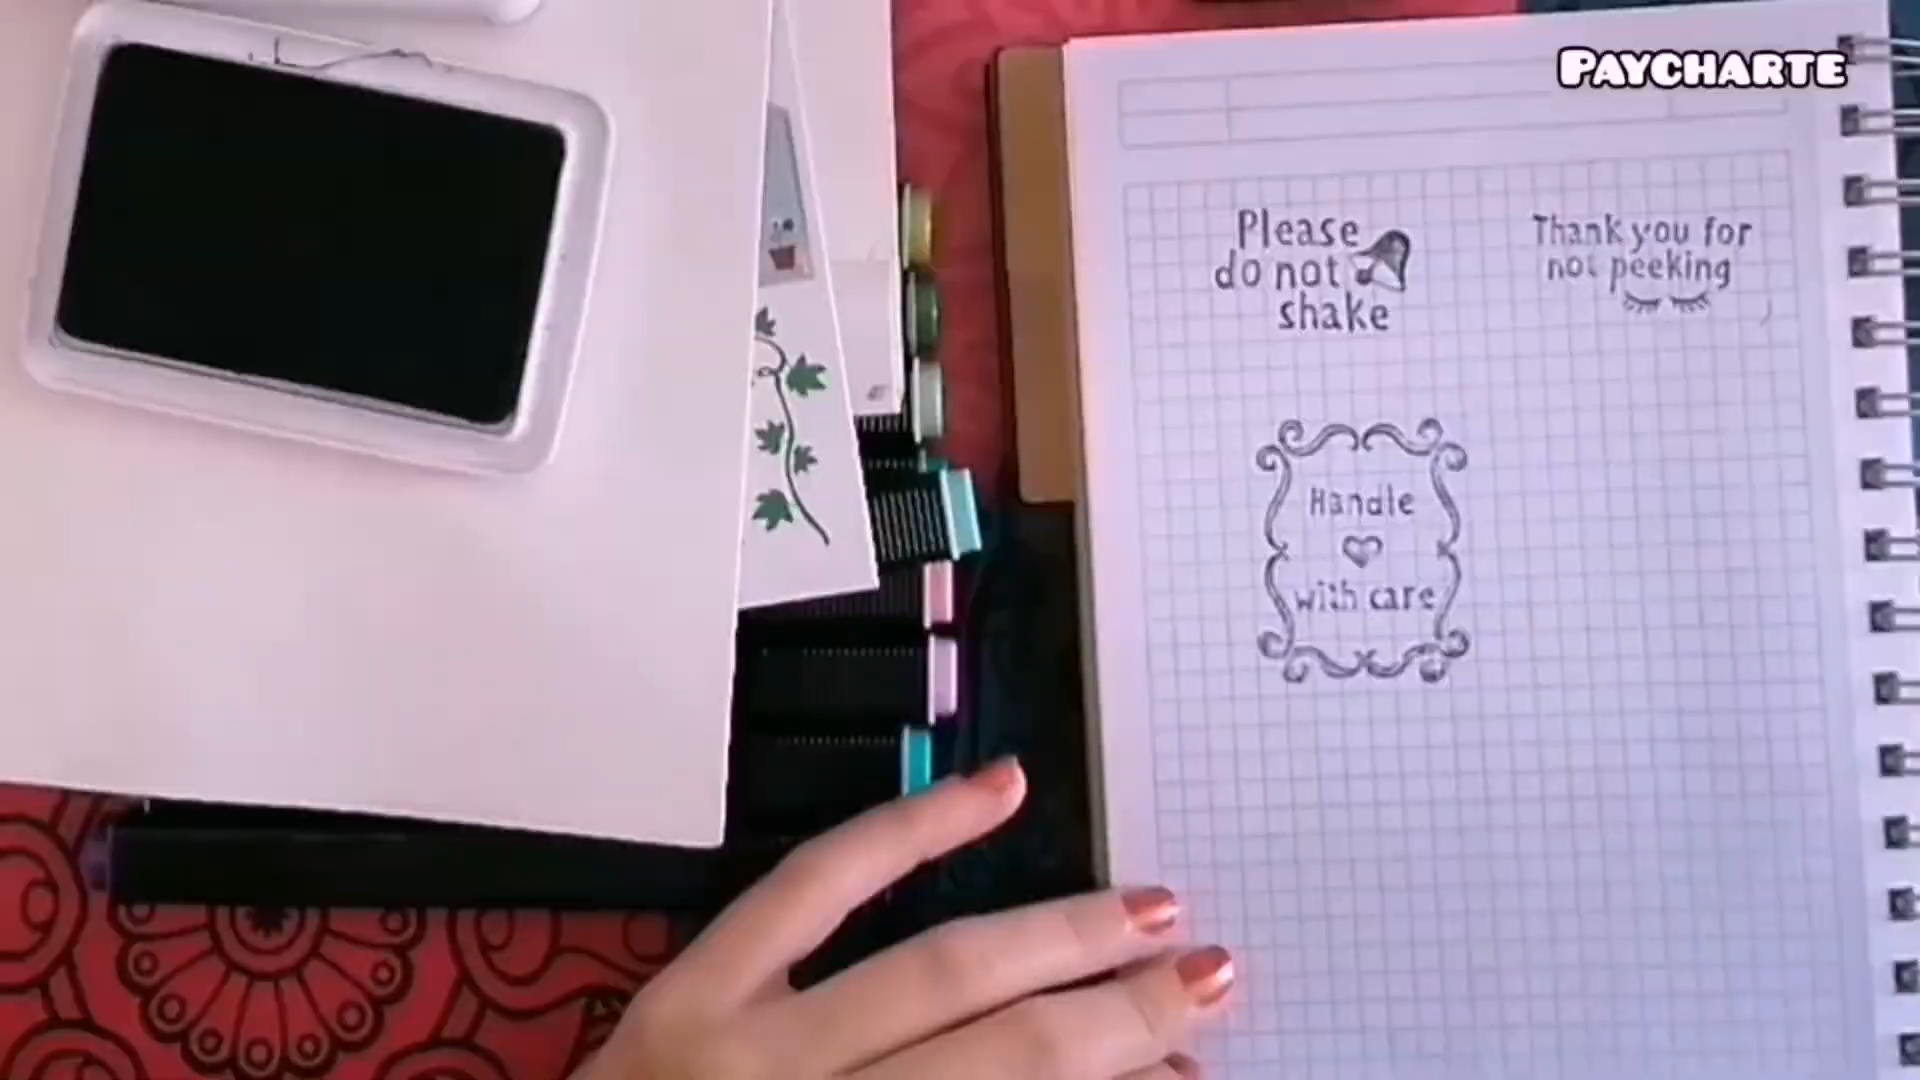 PAYCHARTE
Please
do not
shake
Thank you for
not peeking
Handle
with care